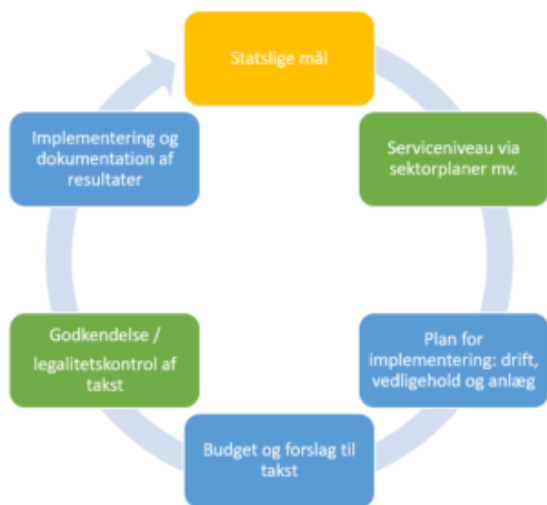 Statslige mål
Serviceniveau via
sektorplaner mv.
Plan for
implementering: drift,
vedligehold og anlæg
Budget og forslag til
takst
Godkendelse /
legalitetskontrol af
takst
Implementering og
dokumentation af
resultater